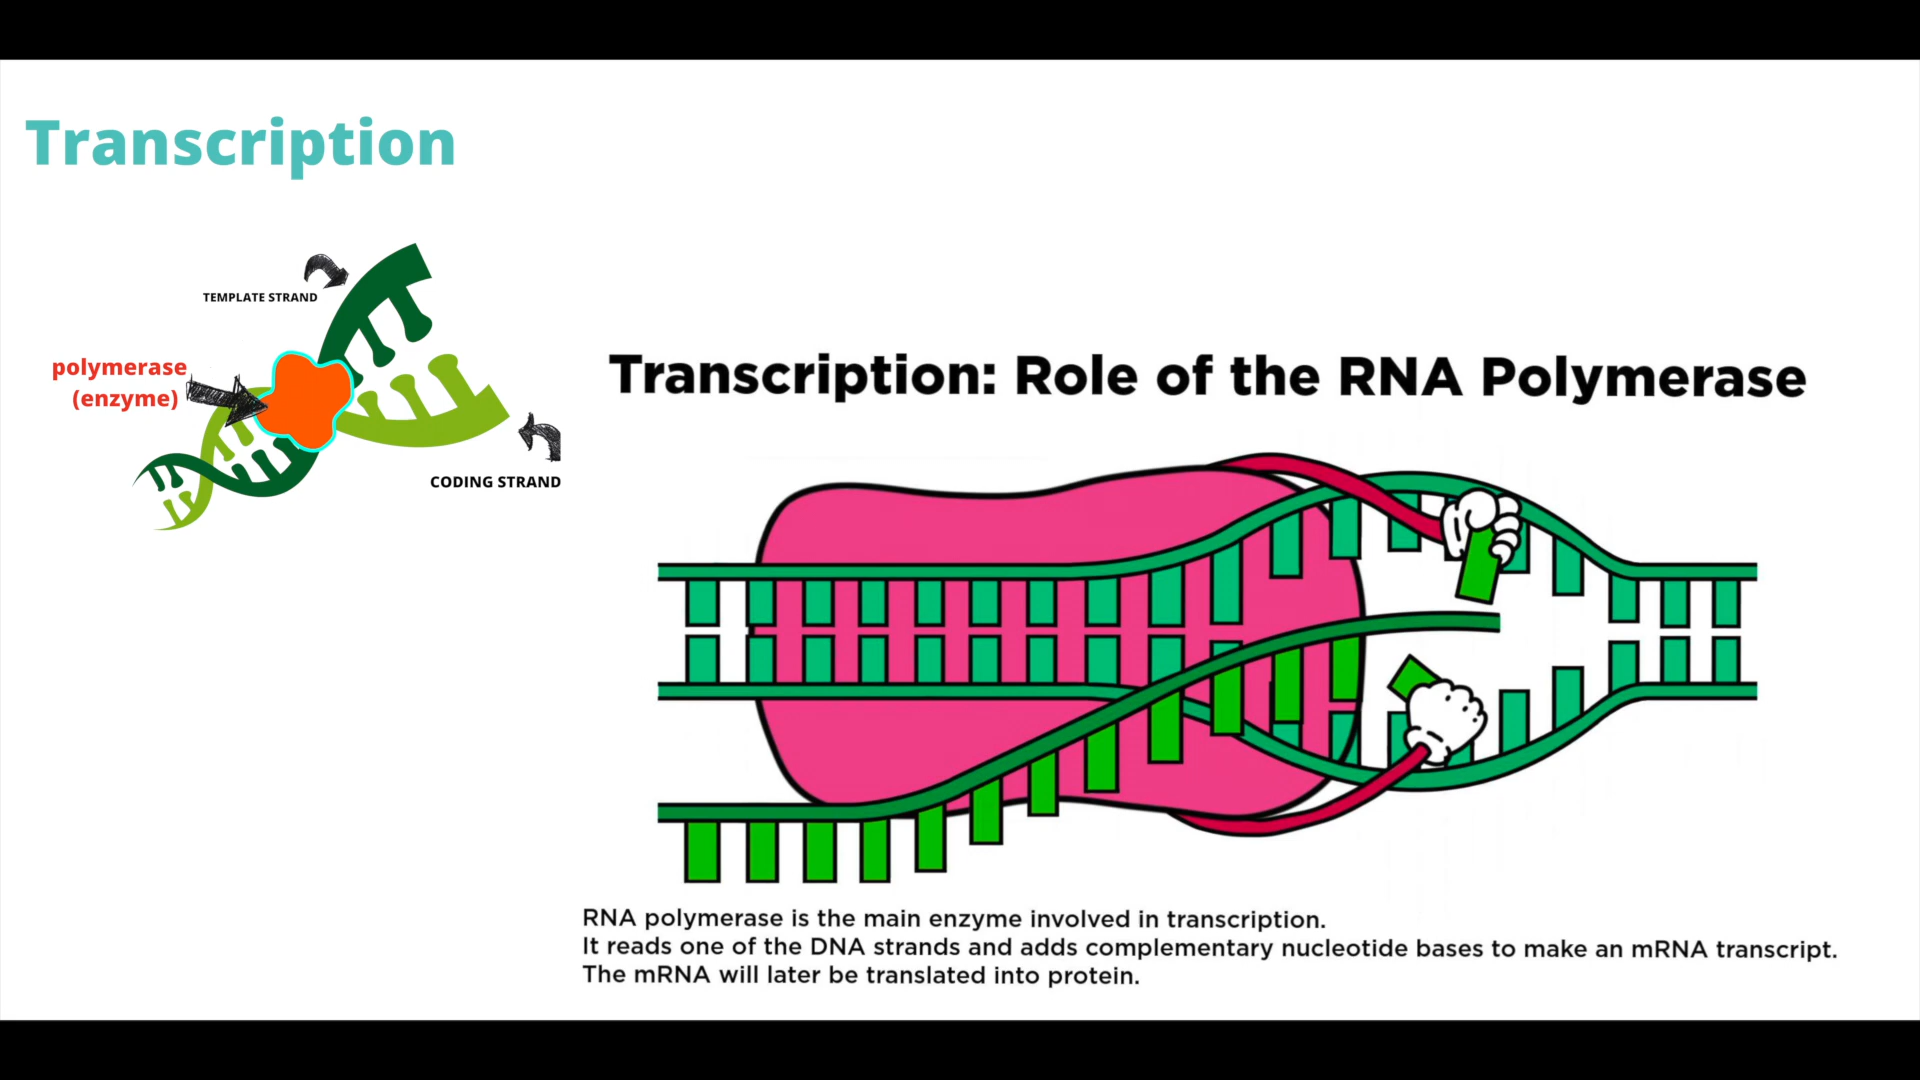 Transcription
TEMPLATE STRAND
polymerase
(enzyme)
CODING STRAND
Transcription: Role of the RNA Polymerase
RNA polymerase is the main enzyme involved in transcription.
It reads one of the DNA strands and adds complementary nucleotide bases to make an mRNA transcript.
The mRNA will later be translated into protein.